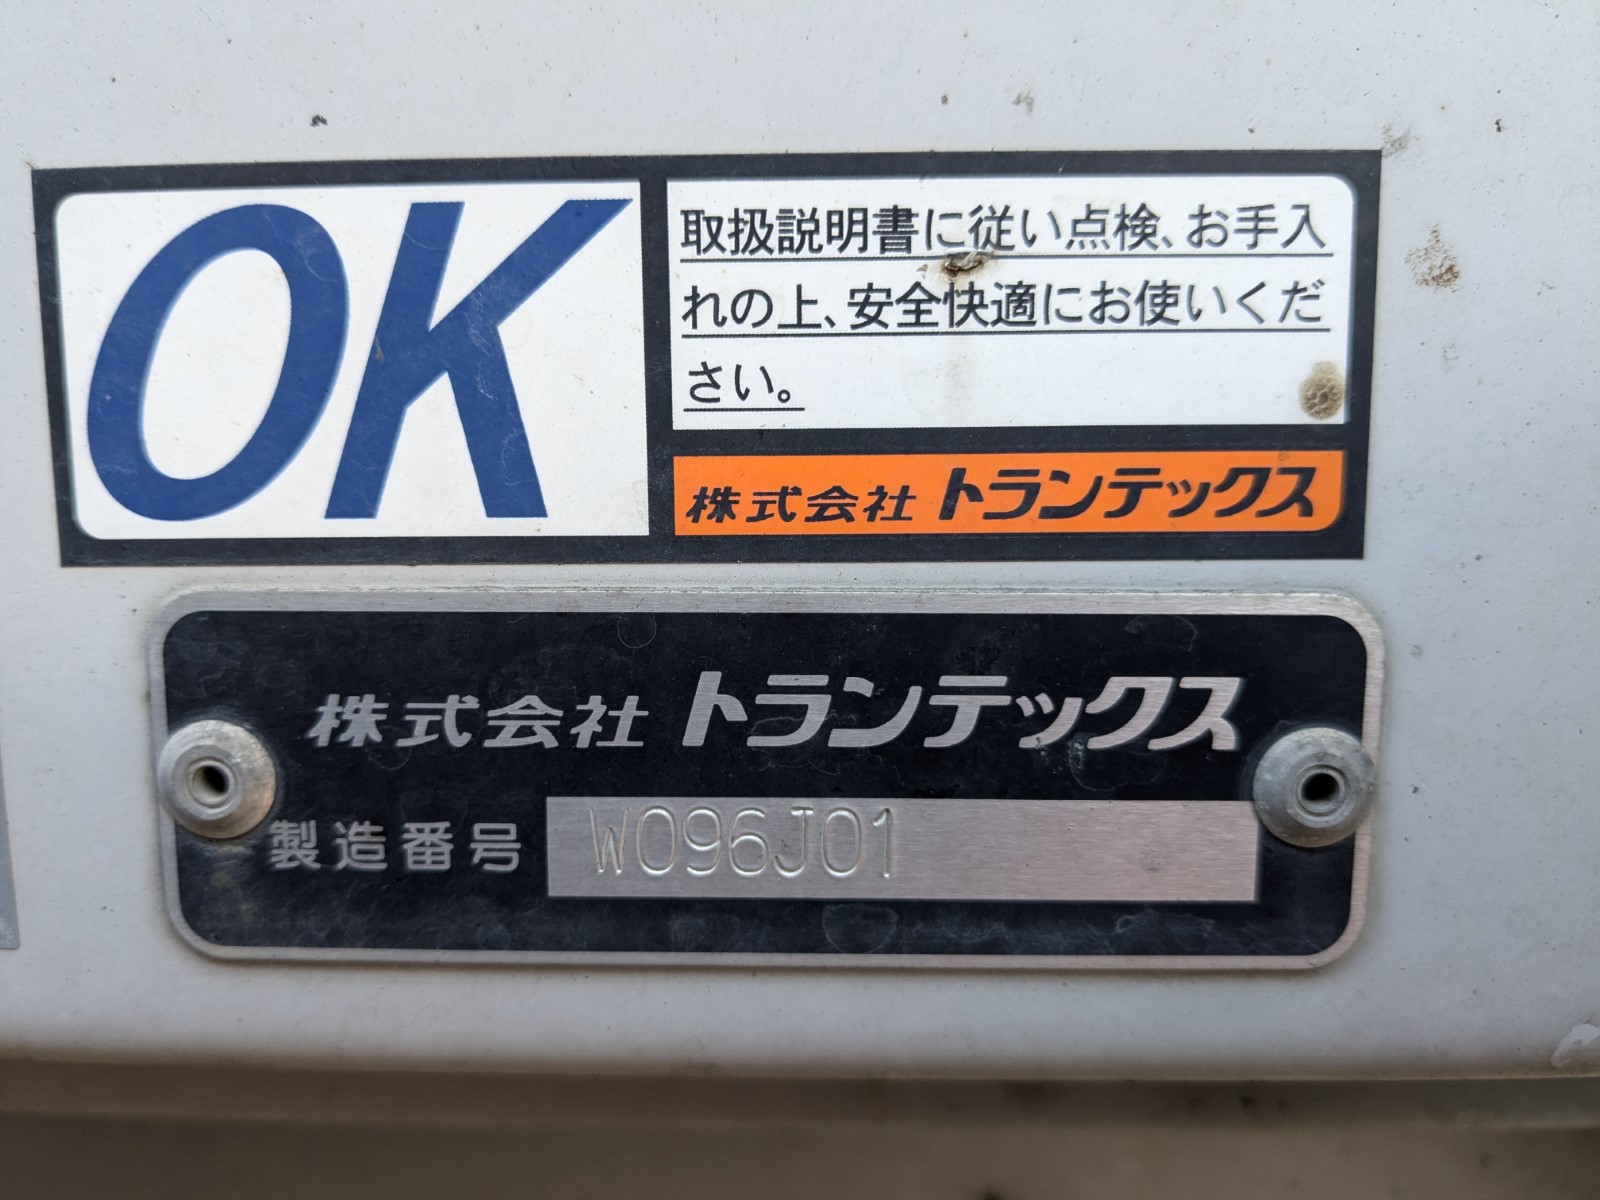 OK
取扱説明書に従い点検、お手入
れの上、安全快適にお使いくだ
さい。
株式会社 トランテックス
株式会社 トランテックス
製造番号 W096J01